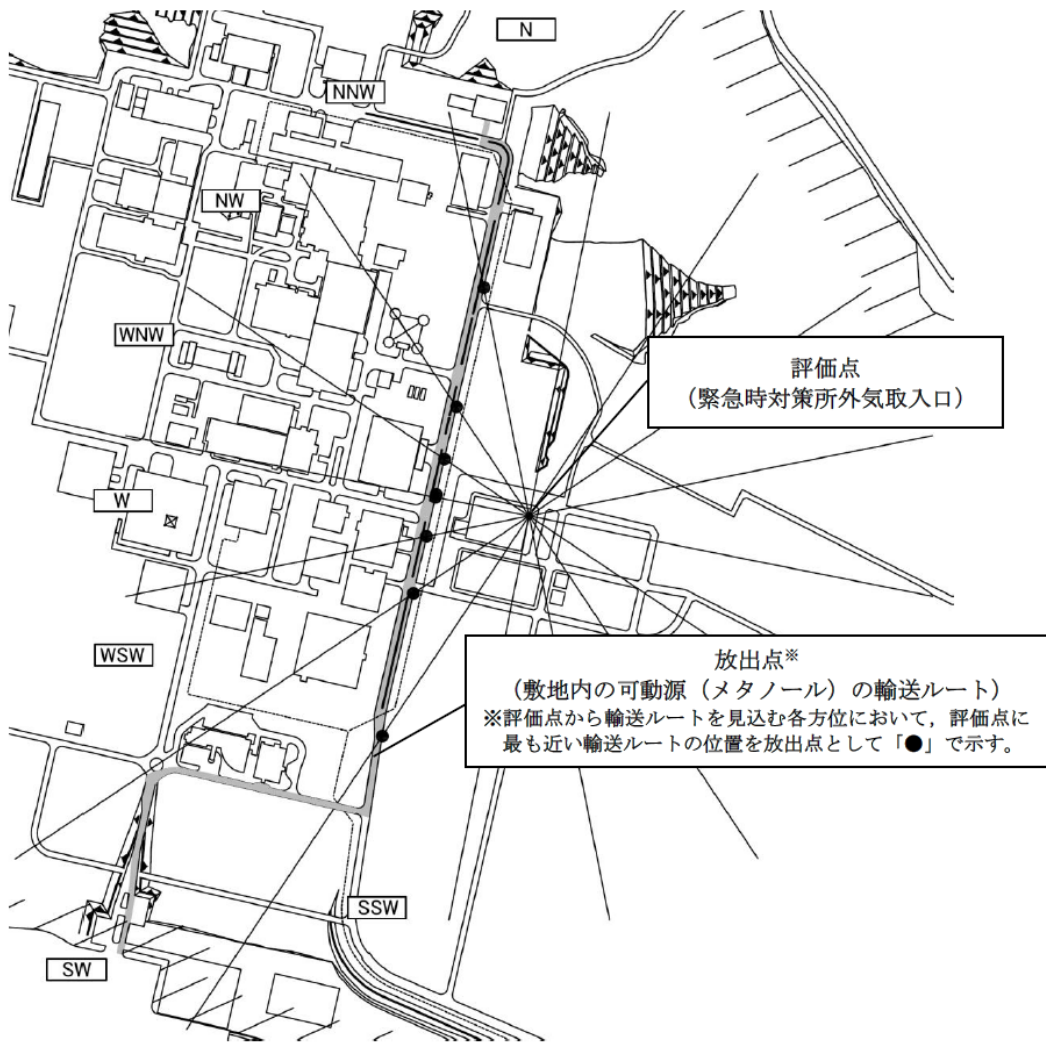 N
NNW
NW
WNW
評価点
（緊急時対策所外気取入口）
W
WSW
放出点※
（敷地内の可動源（メタノール）の輸送ルート）
※評価点から輸送ルートを見込む各方位において，評価点に
最も近い輸送ルートの位置を放出点として「●」で示す。
SSW
SW